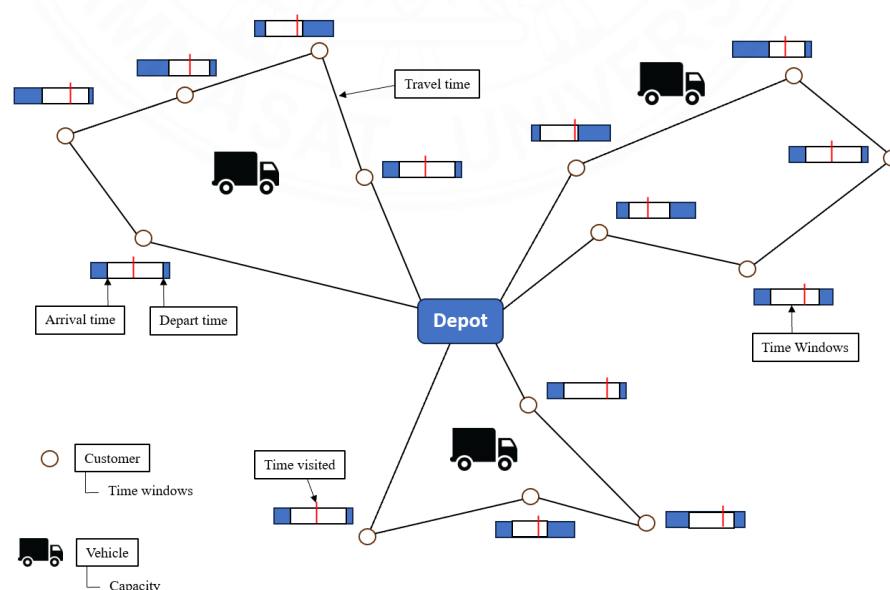 Travel time
Arrival time
Depart time
Depot
Time Windows
Time visited
Customer
Time windows
Vehicle
Capacity